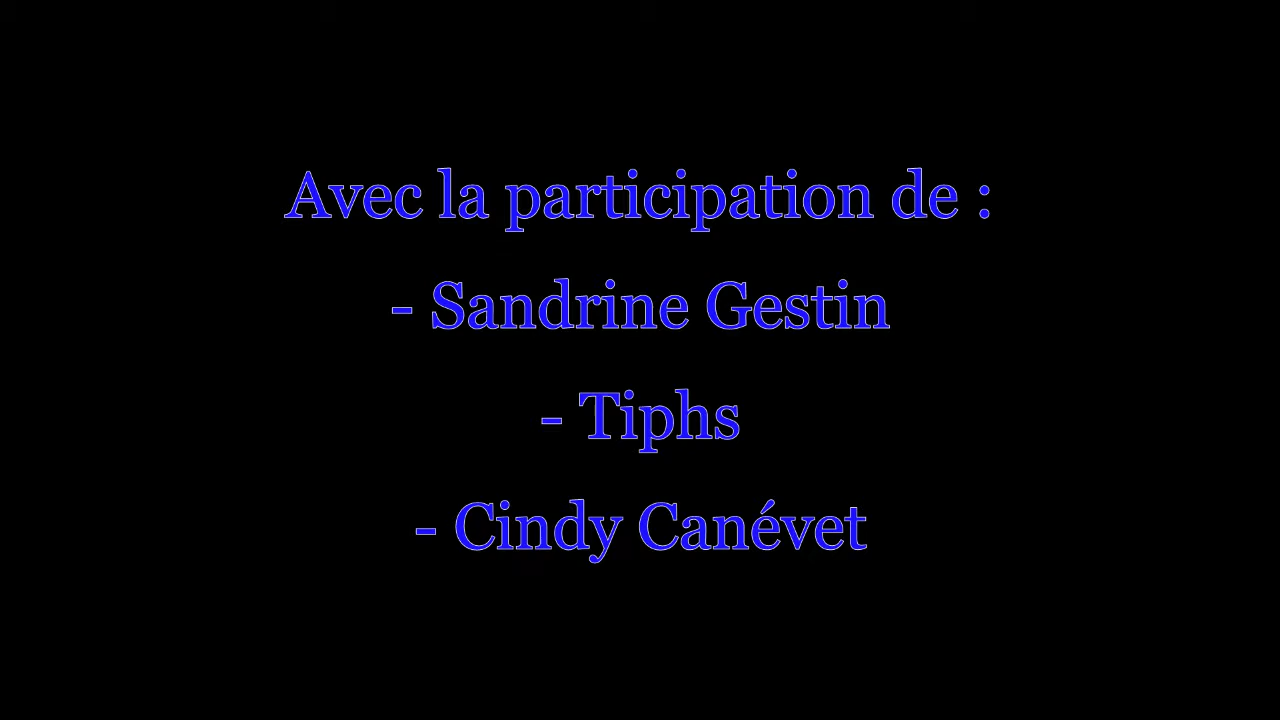 Avec la participation de :
- Sandrine Gestin
- Tiphs
- Cindy Canévet